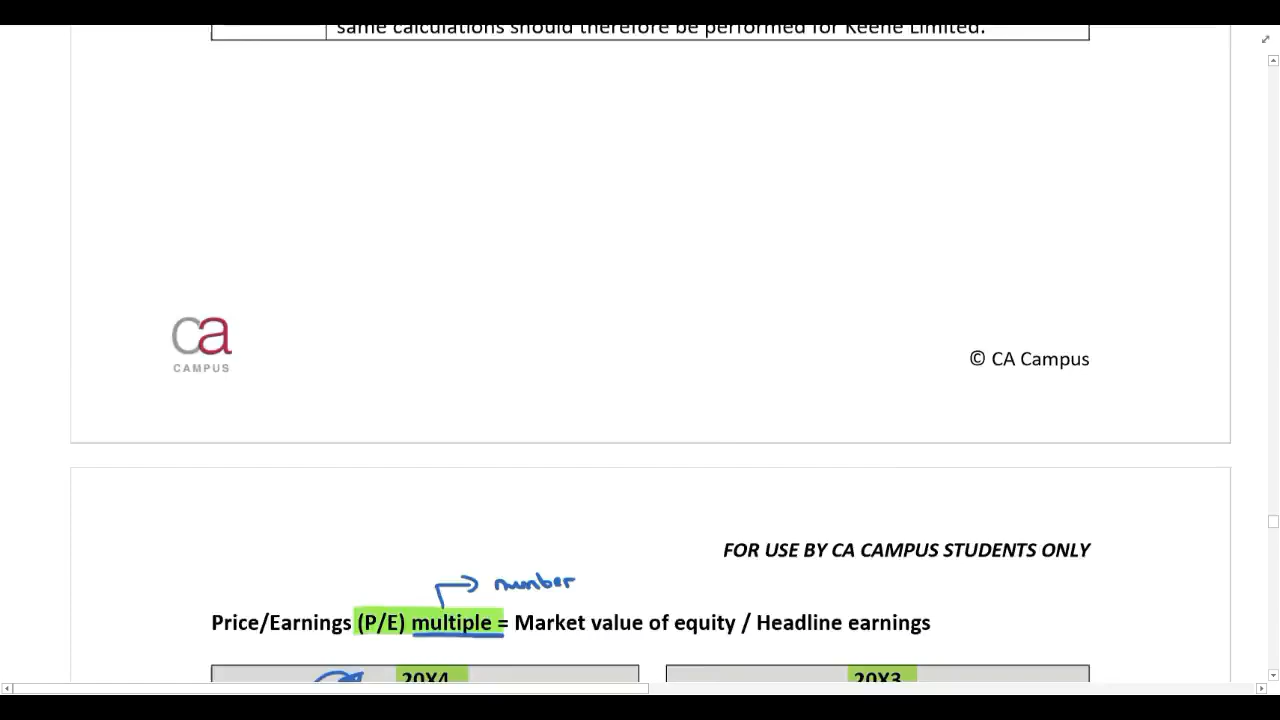 same calculations should therefore be performed for Keene Limited.
ca
CAMPUS
© CA Campus
FOR USE BY CA CAMPUS STUDENTS ONLY
number
Price/Earnings (P/E) multiple = Market value of equity / Headline earnings
20X4 20X3